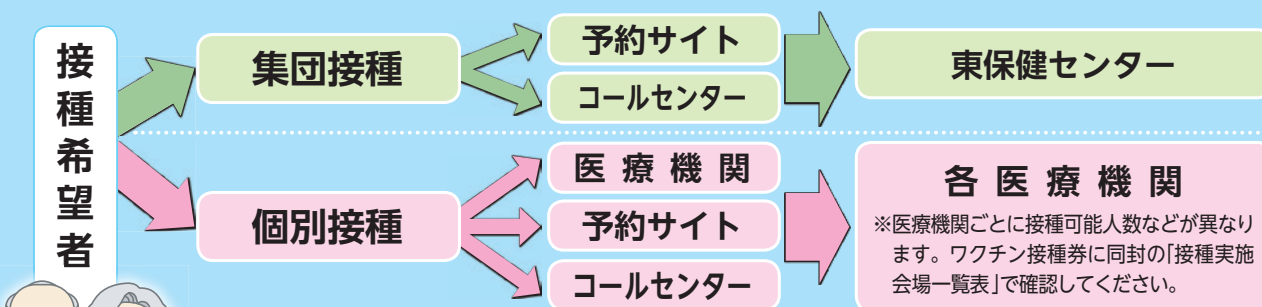 接種希望者
集団接種
予約サイト
コールセンター
東保健センター
個別接種
医療機関
予約サイト
コールセンター
各医療機関
※医療機関ごとに接種可能人数などが異なり
ます。ワクチン接種券に同封の「接種実施
会場一覧表」で確認してください。